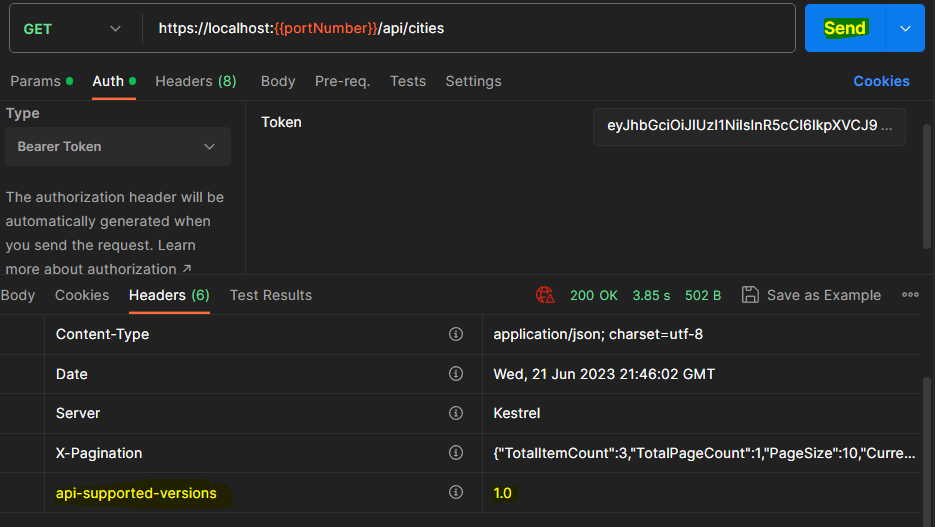 GET https://localhost:{{portNumber}}/api/cities Send
Params Auth Headers (8) Body Pre-req. Tests Settings Cookies
Type
Bearer Token
Token eyJhbGciOiJIUzI1NiIsInR5cCI6IkpXVCJ9 ...
The authorization header will be
automatically generated when
you send the request. Learn
more about authorization ↗
Body Cookies Headers (6) Test Results 200 OK 3.85 s 502 B Save as Example
Content-Type application/json; charset=utf-8
Date Wed, 21 Jun 2023 21:46:02 GMT
Server Kestrel
X-Pagination {"TotalItemCount":3,"TotalPageCount":1,"PageSize":10,"Curre...
api-supported-versions 1.0